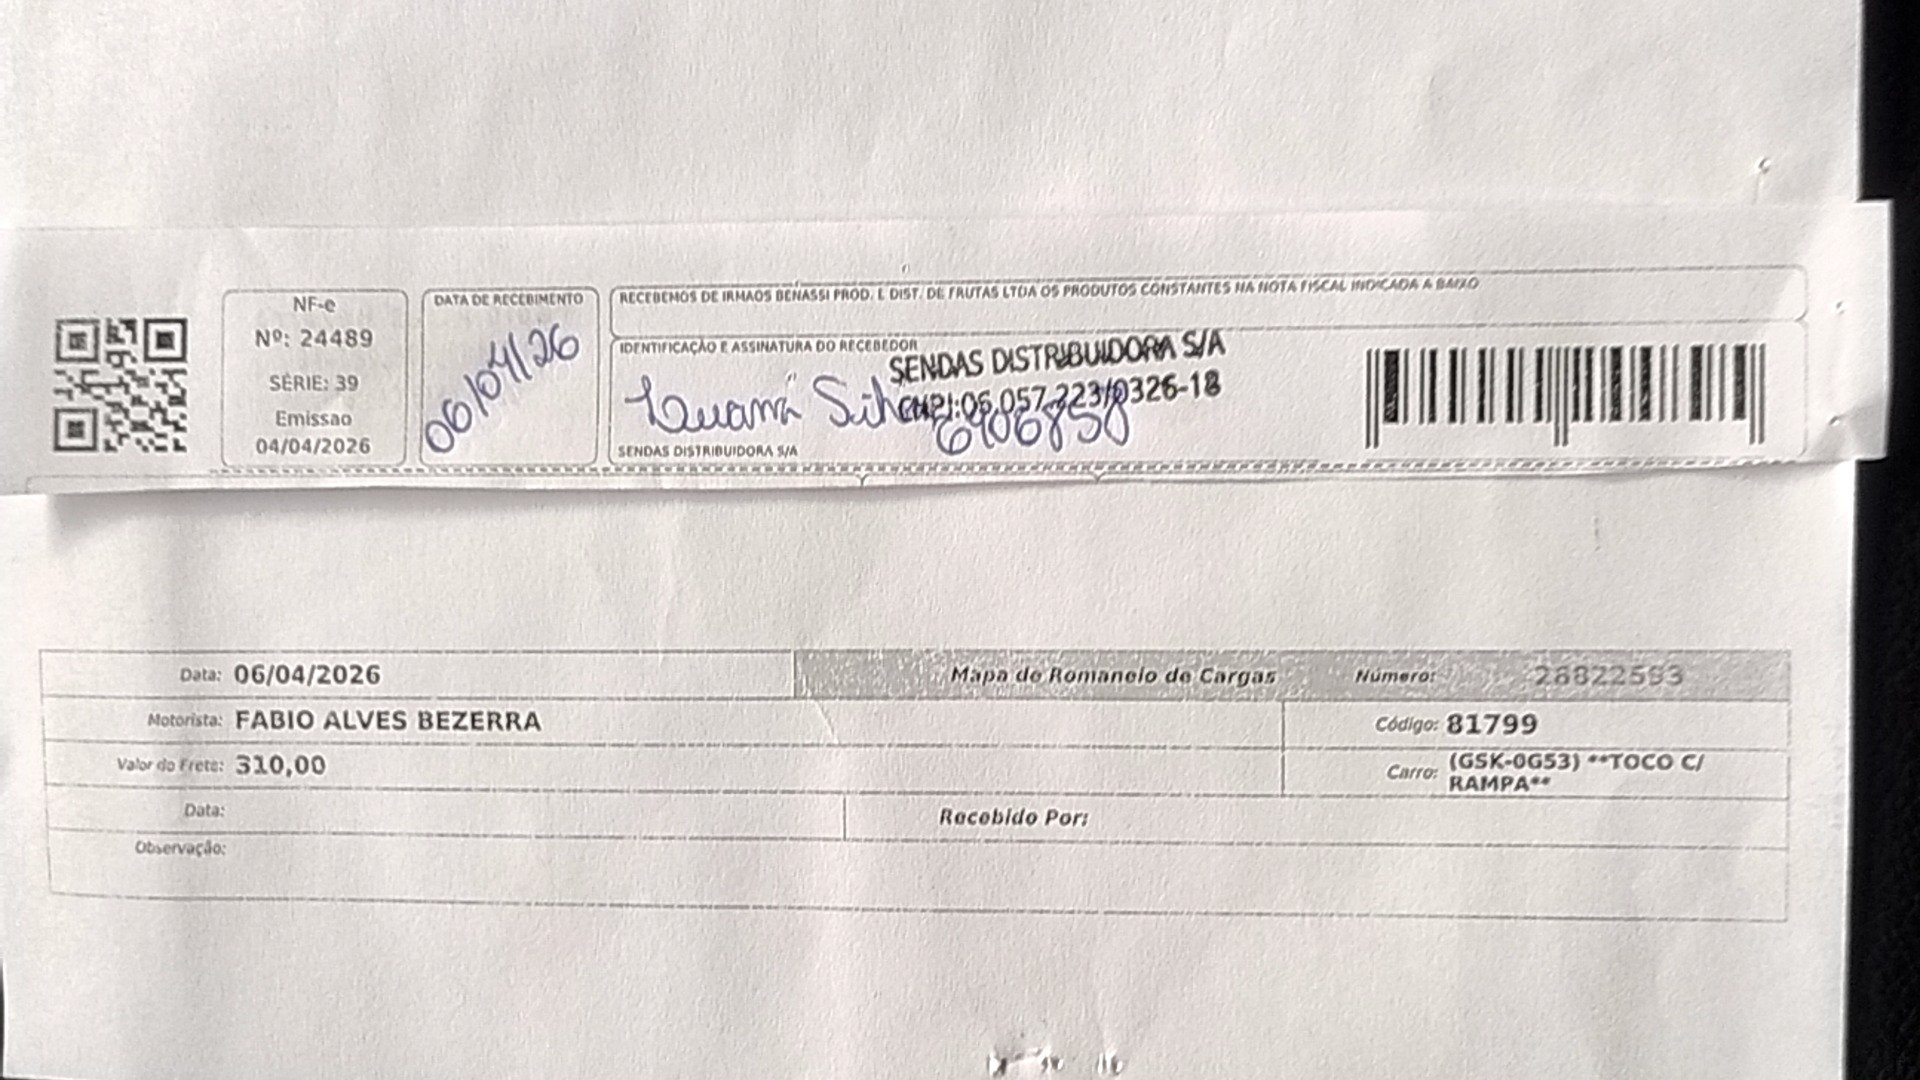 NF-e
Nº: 24489
SÉRIE: 39
Emissao
04/04/2026
DATA DE RECEBIMENTO
06/04/26
RECEBEMOS DE IRMAOS BENASSI PROD. E DIST. DE FRUTAS LTDA OS PRODUTOS CONSTANTES NA NOTA FISCAL INDICADA A BAIXO
IDENTIFICAÇÃO E ASSINATURA DO RECEBEDOR
SENDAS DISTRIBUIDORA S/A
CNPJ:06.057.223/0326-18
6906858
SENDAS DISTRIBUIDORA S/A
Data: 06/04/2026 Mapa de Romaneio de Cargas Número: 28822593
Motorista: FABIO ALVES BEZERRA Código: 81799
Valor do Frete: 310,00 Carro: (GSK-0G53) **TOCO C/
RAMPA**
Data: Recebido Por:
Observação: